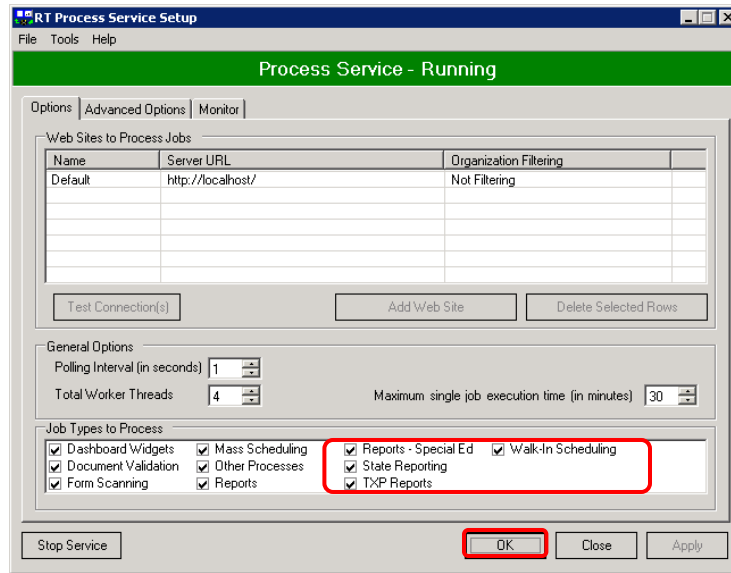 RT Process Service Setup
File Tools Help
Process Service - Running
Options Advanced Options Monitor
Web Sites to Process Jobs
Name Server URL Organization Filtering
Default http://localhost/ Not Filtering
Test Connection(s) Add Web Site Delete Selected Rows
General Options
Polling Interval (in seconds) 1
Total Worker Threads 4 Maximum single job execution time (in minutes) 30
Job Types to Process
Dashboard Widgets Mass Scheduling Reports - Special Ed Walk-In Scheduling
Document Validation Other Processes State Reporting
Form Scanning Reports TXP Reports
Stop Service OK Close Apply